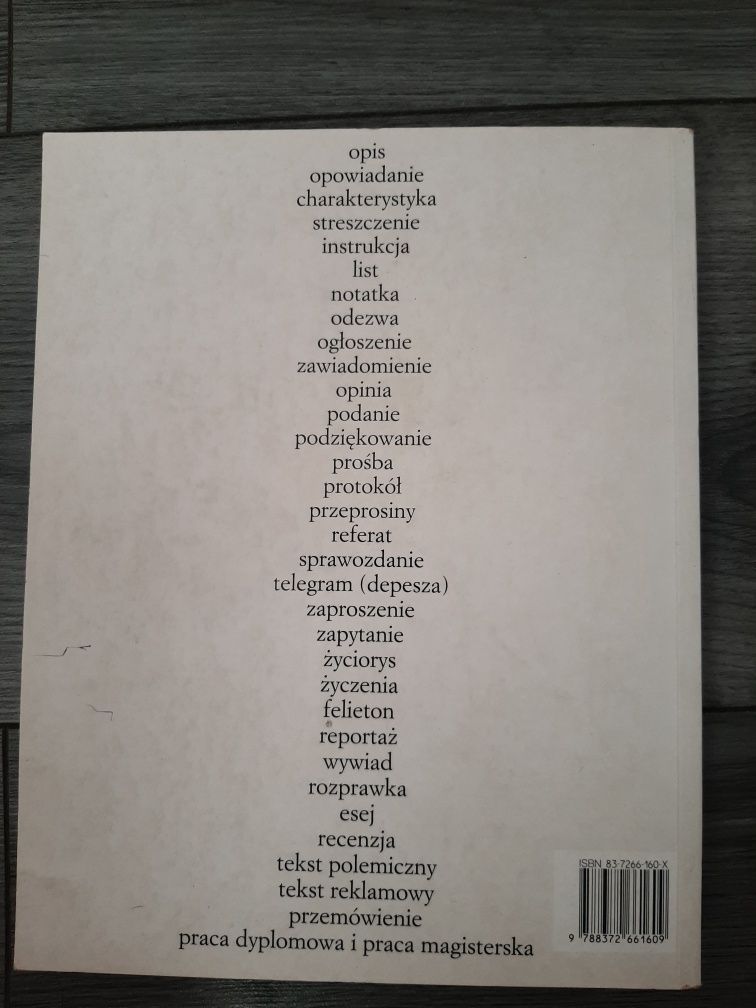 opis
opowiadanie
charakterystyka
streszczenie
instrukcja
list
notatka
odezwa
ogłoszenie
zawiadomienie
opinia
podanie
podziękowanie
prośba
protokół
przeprosiny
referat
sprawozdanie
telegram (depesza)
zaproszenie
zapytanie
życiorys
życzenia
felieton
reportaż
wywiad
rozprawka
esej
recenzja
tekst polemiczny
tekst reklamowy
przemówienie
praca dyplomowa i praca magisterska
ISBN 83-7266-160-X
9 788372 661609